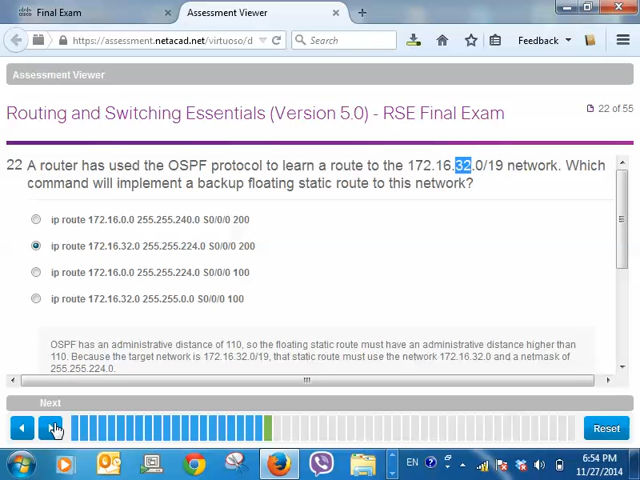 Final Exam
Assessment Viewer
https://assessment.netacad.net/virtuoso/d
Search
Feedback
Assessment Viewer
Routing and Switching Essentials (Version 5.0) - RSE Final Exam
22 of 55
22 A router has used the OSPF protocol to learn a route to the 172.16.32.0/19 network. Which
command will implement a backup floating static route to this network?
ip route 172.16.0.0 255.255.240.0 S0/0/0 200
ip route 172.16.32.0 255.255.224.0 S0/0/0 200
ip route 172.16.0.0 255.255.224.0 S0/0/0 100
ip route 172.16.32.0 255.255.0.0 S0/0/0 100
OSPF has an administrative distance of 110, so the floating static route must have an administrative distance higher than
110. Because the target network is 172.16.32.0/19, that static route must use the network 172.16.32.0 and a netmask of
255.255.224.0.
Next
Reset
EN
6:54 PM
11/27/2014